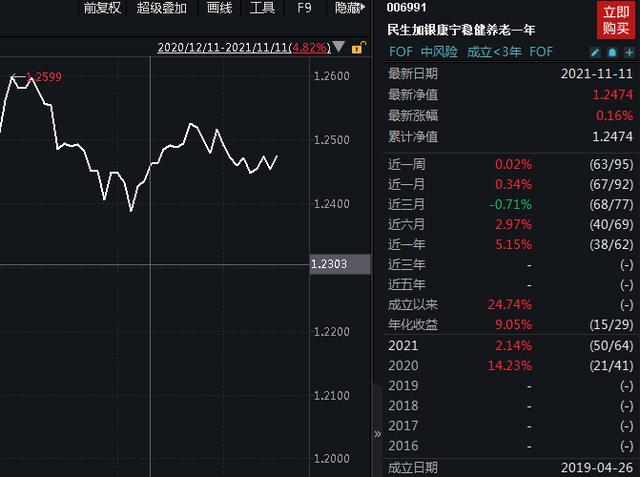 前复权 超级叠加 画线 工具 F9 隐藏
2020/12/11-2021/11/11(4.82%)
1.2599
1.2600
1.2500
1.2400
1.2303
1.2200
1.2100
1.2000
»
006991
民生加银康宁稳健养老一年
立即
购买
FOF 中风险 成立<3年 FOF
最新日期 2021-11-11
最新净值 1.2474
最新涨幅 0.16%
累计净值 1.2474
近一周 0.02% (63/95)
近一月 0.34% (67/92)
近三月 -0.71% (68/77)
近六月 2.97% (40/69)
近一年 5.15% (38/62)
近三年 - (-)
近五年 - (-)
成立以来 24.74% (-)
年化收益 9.05% (15/29)
2021 2.14% (50/64)
2020 14.23% (21/41)
2019 - (-)
2018 - (-)
2017 - (-)
2016 - (-)
成立日期 2019-04-26